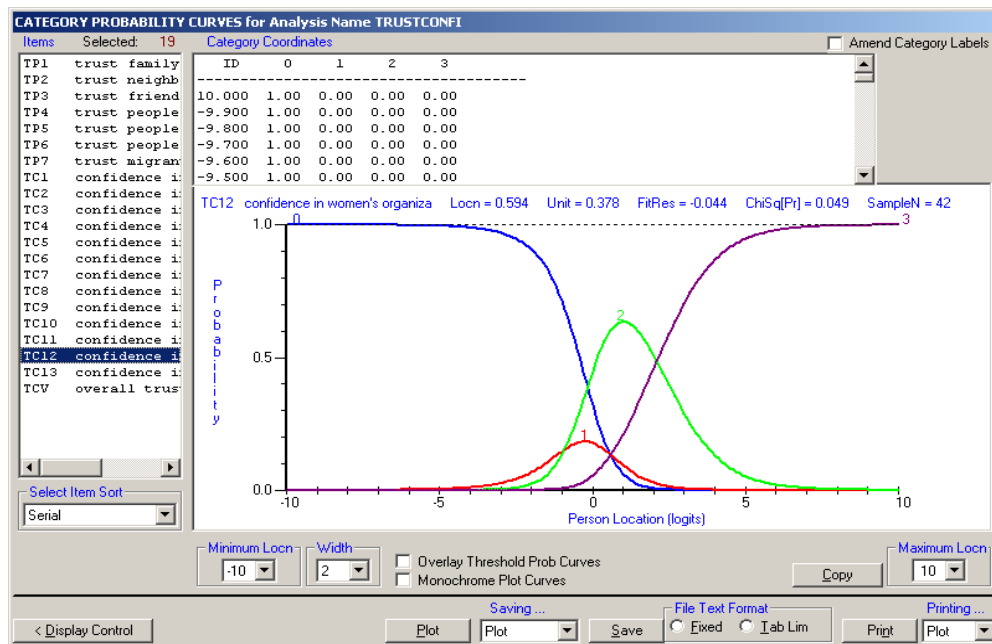 CATEGORY PROBABILITY CURVES for Analysis Name TRUSTCONFI
Items Selected: 19 Category Coordinates
Amend Category Labels
TP1 trust family
TP2 trust neighb
TP3 trust friend
TP4 trust people
TP5 trust people
TP6 trust people
TP7 trust migran
TC1 confidence i
TC2 confidence i
TC3 confidence i
TC4 confidence i
TC5 confidence i
TC6 confidence i
TC7 confidence i
TC8 confidence i
TC9 confidence i
TC10 confidence i
TC11 confidence i
TC12 confidence i
TC13 confidence i
TCV overall trus
ID 0 1 2 3
----------------------------------------
10.000 1.00 0.00 0.00 0.00
-9.900 1.00 0.00 0.00 0.00
-9.800 1.00 0.00 0.00 0.00
-9.700 1.00 0.00 0.00 0.00
-9.600 1.00 0.00 0.00 0.00
-9.500 1.00 0.00 0.00 0.00
TC12 confidence in women's organiza Locn = 0.594 Unit = 0.378 FitRes = -0.044 ChiSq[Pr] = 0.049 SampleN = 42
0
3
1.0
Probability
2
0.5
1
0.0
-10 -5 0 5 10
Person Location (logits)
Select Item Sort
Serial
Minimum Locn
-10
Width
2
Overlay Threshold Prob Curves
Monochrome Plot Curves
Copy
Maximum Locn
10
< Display Control
Plot
Saving ...
Plot
Save
File Text Format
Fixed Tab Lim
Print
Printing ...
Plot